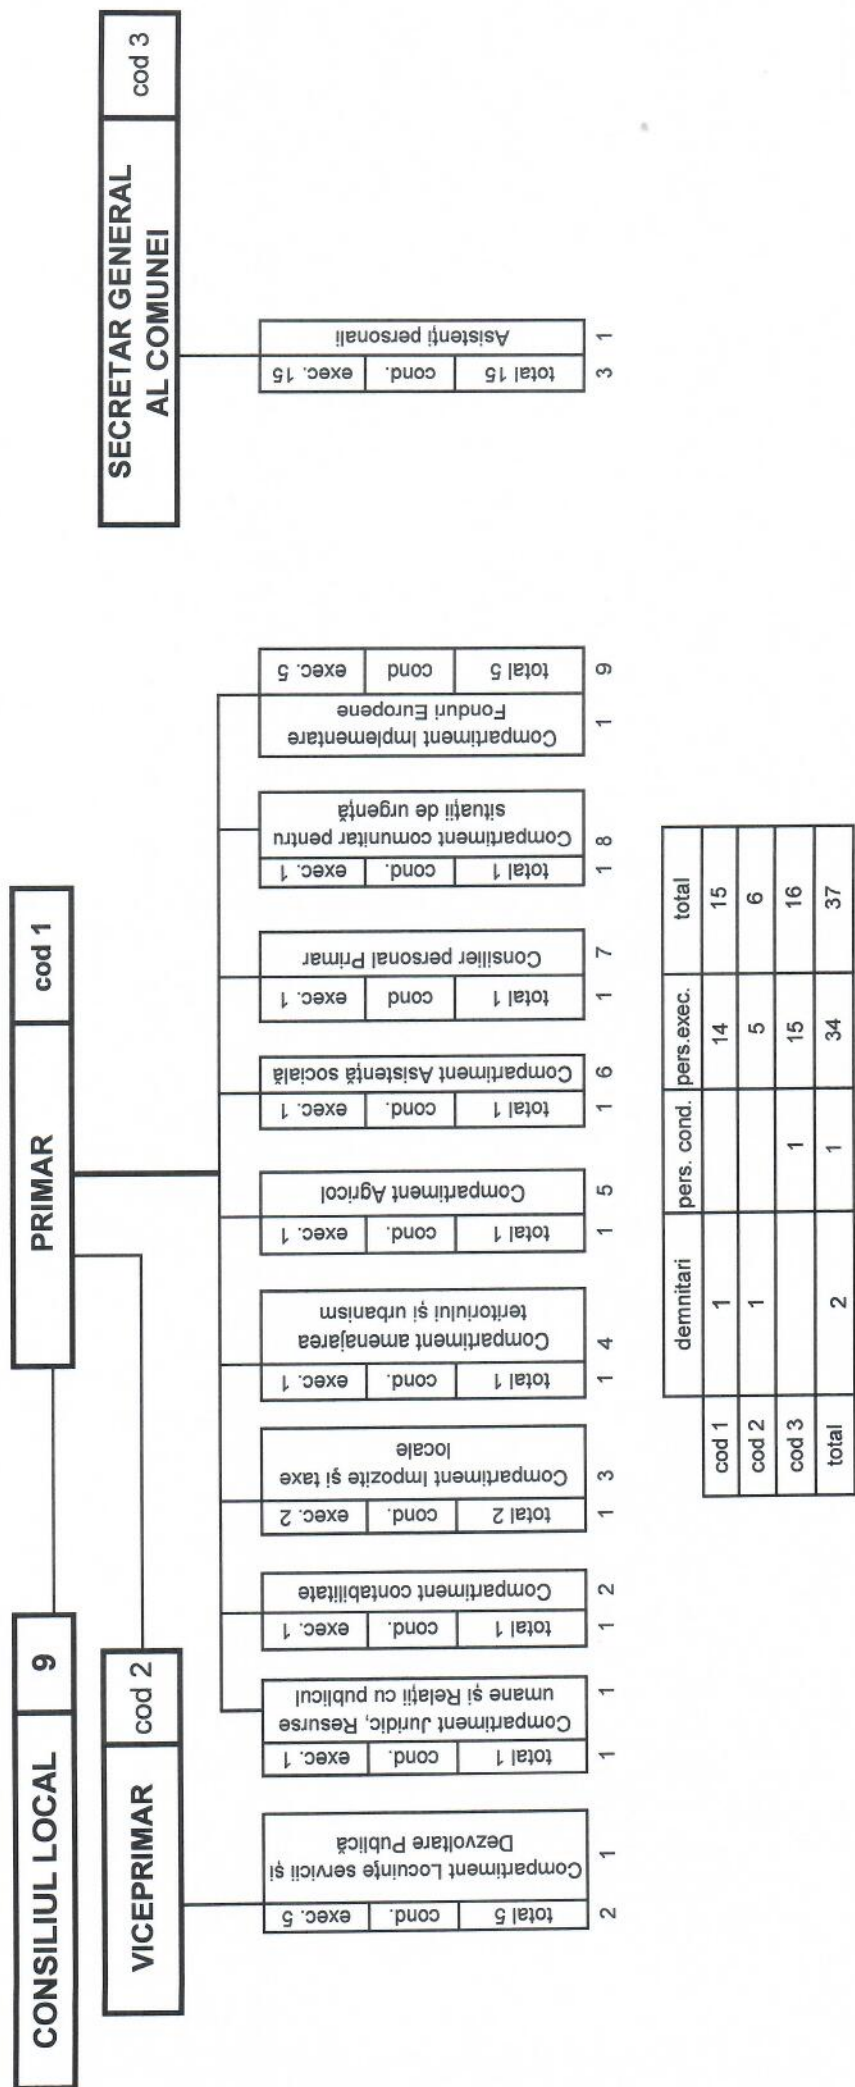 CONSILIUL LOCAL 9
PRIMAR cod 1
VICEPRIMAR cod 2
SECRETAR GENERAL
AL COMUNEI
cod 3
total 5 cond. exec. 5
Compartiment Locuințe servicii și
Dezvoltare Publică
2 1
total 1 cond. exec. 1
Compartiment Juridic, Resurse
umane și Relații cu publicul
1 1
total 1 cond. exec. 1
Compartiment contabilitate
1 2
total 2 cond. exec. 2
Compartiment Impozite și taxe
locale
1 3
total 1 cond. exec. 1
Compartiment amenajarea
teritoriului și urbanism
1 4
total 1 cond. exec. 1
Compartiment Agricol
1 5
total 1 cond. exec. 1
Compartiment Asistență socială
1 6
total 1 cond exec. 1
Consilier personal Primar
1 7
total 1 cond. exec. 1
Compartiment comunitar pentru
situații de urgență
1 8
Compartiment Implementare
Fonduri Europene
total 5 cond exec. 5
1 9
total 15 cond. exec. 15
Asistenți personali
3 1
demnitari pers. cond. pers.exec. total
cod 1 1 14 15
cod 2 1 5 6
cod 3 1 15 16
total 2 1 34 37